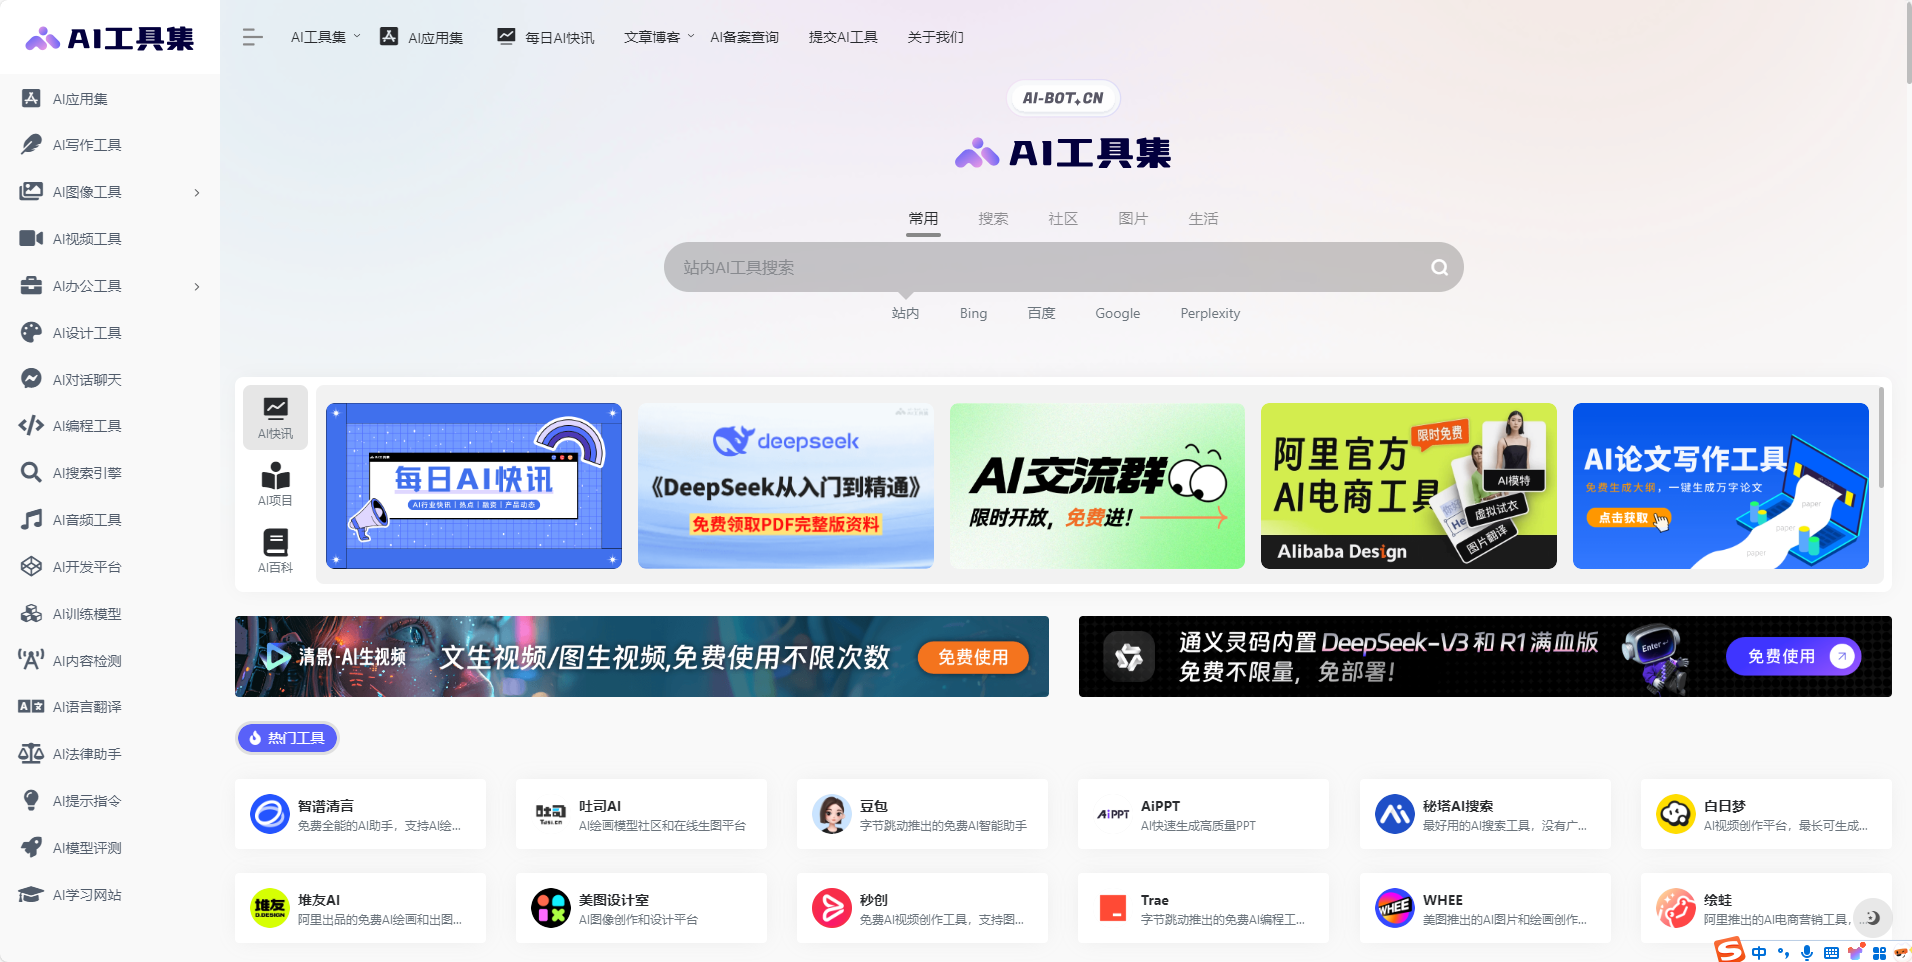 AI工具集
AI应用集
AI写作工具
AI图像工具
AI视频工具
AI办公工具
AI设计工具
AI对话聊天
AI编程工具
AI搜索引擎
AI音频工具
AI开发平台
AI训练模型
AI内容检测
AI语言翻译
AI法律助手
AI提示指令
AI模型评测
AI学习网站
AI工具集 AI应用集 每日AI快讯 文章博客 AI备案查询 提交AI工具 关于我们
AI-BOT.CN
AI工具集
常用 搜索 社区 图片 生活
站内AI工具搜索
站内 Bing 百度 Google Perplexity
AI快讯
AI项目
AI百科
每日AI快讯
AI行业快讯 | 热点 | 融资 | 产品动态
deepseek
《DeepSeek从入门到精通》
免费领取PDF完整版资料
AI交流群
限时开放，免费进！
阿里官方
AI电商工具
限时免费
AI模特
虚拟试衣
图片翻译
Alibaba Design
AI论文写作工具
免费生成大纲，一键生成万字论文
点击获取
paper
paper
paper
清影-AI生视频 文生视频/图生视频,免费使用不限次数 免费使用
通义灵码内置 DeepSeek-V3 和 R1 满血版
免费不限量，免部署！
Enter
免费使用
热门工具
智谱清言
免费全能的AI助手，支持AI绘...
吐司AI
AI绘画模型社区和在线生图平台
吐司
Tusi.cn
豆包
字节跳动推出的免费AI智能助手
AiPPT
AiPPT
AI快速生成高质量PPT
秘塔AI搜索
最好用的AI搜索工具，没有广...
白日梦
AI视频创作平台，最长可生成...
堆友
D.DESIGN
堆友AI
阿里出品的免费AI绘画和出图...
美图设计室
AI图像创作和设计平台
秒创
免费AI视频创作工具，支持图...
Trae
字节跳动推出的免费AI编程工...
WHEE
WHEE
美图推出的AI图片和绘画创作...
绘蛙
阿里推出的AI电商营销工具，...
中